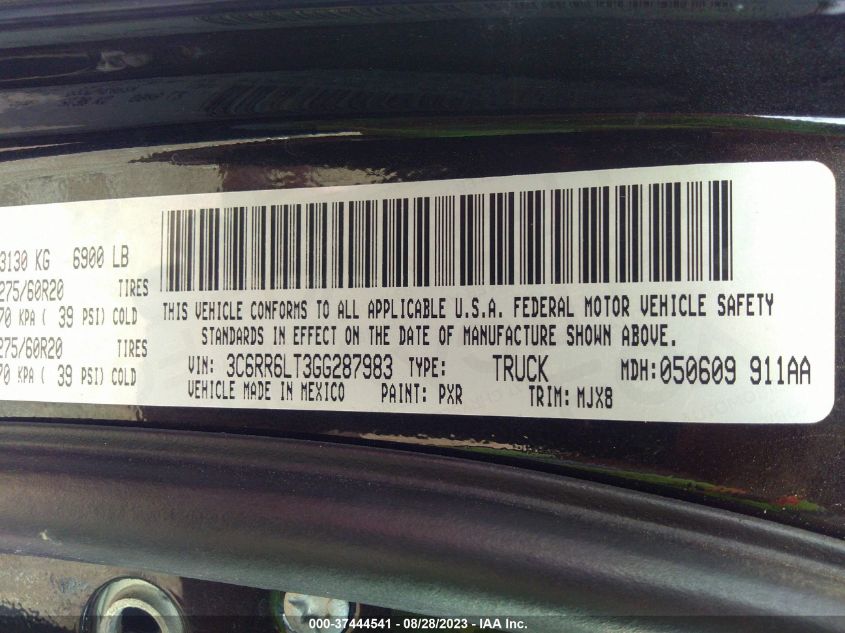 3130 KG 6900 LB
275/60R20 TIRES
70 KPA ( 39 PSI) COLD
275/60R20 TIRES
70 KPA ( 39 PSI) COLD
THIS VEHICLE CONFORMS TO ALL APPLICABLE U.S.A. FEDERAL MOTOR VEHICLE SAFETY
STANDARDS IN EFFECT ON THE DATE OF MANUFACTURE SHOWN ABOVE.
VIN: 3C6RR6LT3GG287983 TYPE: TRUCK MDH:050609 911AA
VEHICLE MADE IN MEXICO PAINT: PXR TRIM: MJX8
000-37444541 - 08/28/2023 - IAA Inc.